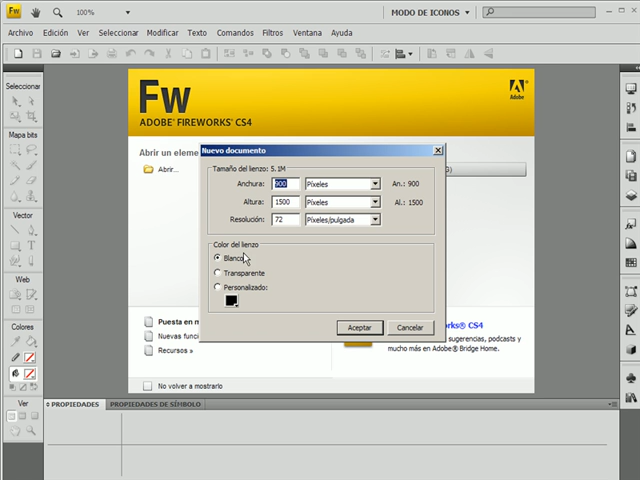 Fw
100%
MODO DE ICONOS
Archivo Edición Ver Seleccionar Modificar Texto Comandos Filtros Ventana Ayuda
Seleccionar
Mapa bits
Vector
Web
Colores
Ver
Fw
ADOBE® FIREWORKS® CS4
Adobe
Abrir un eleme
Abrir...
Nuevo documento
Tamaño del lienzo: 5.1M
Anchura: 900 Píxeles An.: 900
Altura: 1500 Píxeles Al.: 1500
Resolución: 72 Píxeles/pulgada
Color del lienzo
Blanco
Transparente
Personalizado:
Aceptar Cancelar
Puesta en m
Nuevas funci
Recursos »
ks® CS4
sugerencias, podcasts y
mucho más en Adobe® Bridge Home.
No volver a mostrarlo
PROPIEDADES PROPIEDADES DE SÍMBOLO